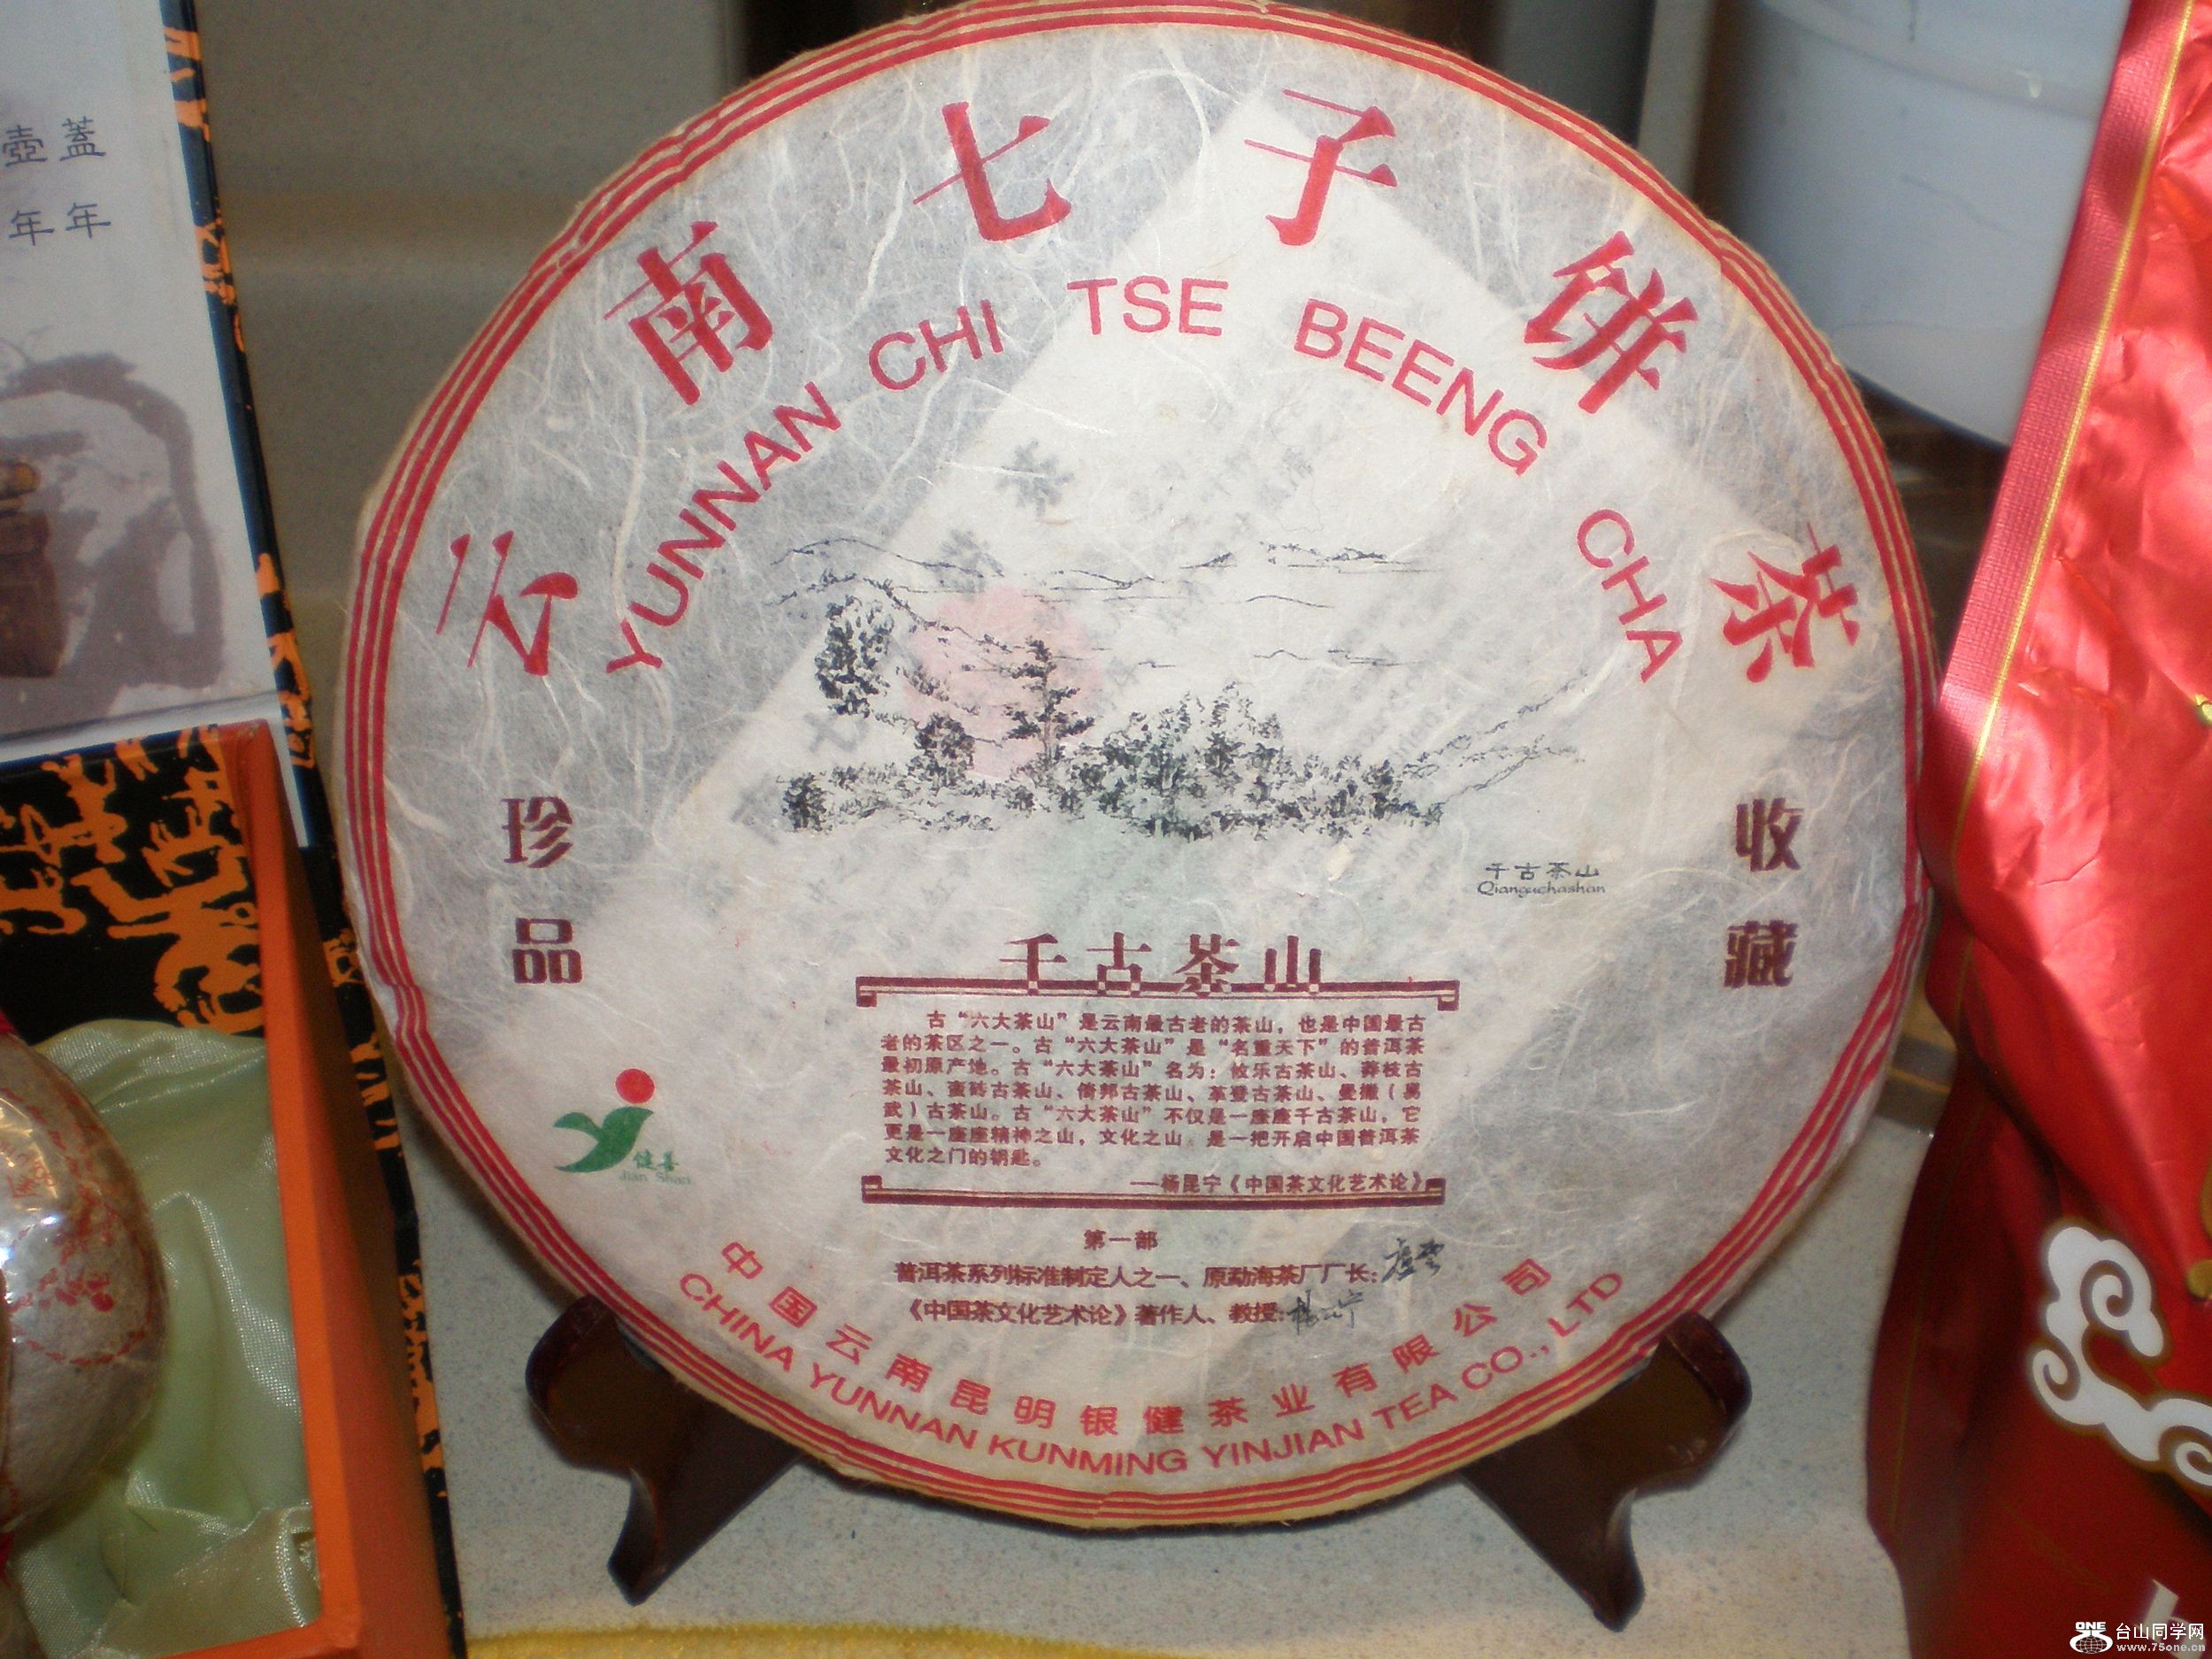 壺蓋
年年
云南七子饼茶
YUNNAN CHI TSE BEENG CHA
珍品
收藏
千古茶山
Qianguchashan
千古茶山
古“六大茶山”是云南最古老的茶山，也是中国最古
老的茶区之一。古“六大茶山”是“名重天下”的普洱茶
最初原产地。古“六大茶山”名为：攸乐古茶山、莽枝古
茶山、蛮砖古茶山、倚邦古茶山、革登古茶山、曼撒（易
武）古茶山。古“六大茶山”不仅是一座座千古茶山，它
更是一座座精神之山，文化之山。是一把开启中国普洱茶
文化之门的钥匙。
——杨昆宁《中国茶文化艺术论》
健善
Jian Shan
第一部
普洱茶系列标准制定人之一、原勐海茶厂厂长：
《中国茶文化艺术论》著作人、教授：
中国云南昆明银健茶业有限公司
CHINA YUNNAN KUNMING YINJIAN TEA CO., LTD
ONE
台山同学网
www.75one.cn